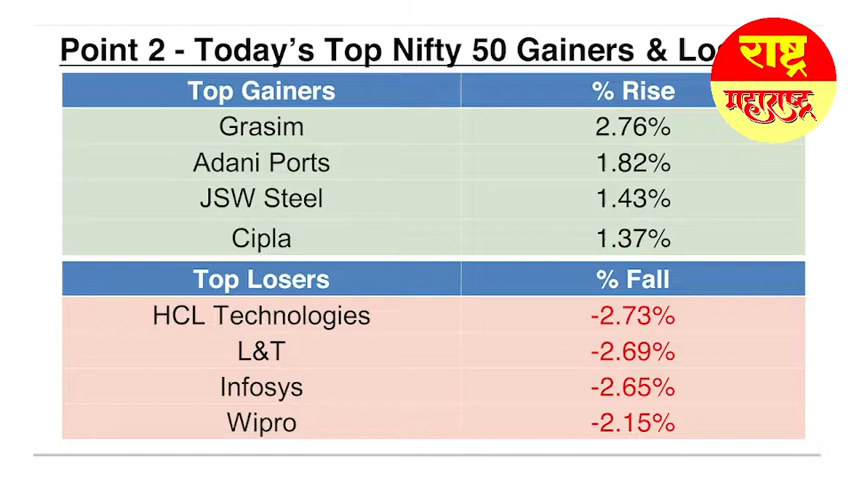 Point 2 - Today's Top Nifty 50 Gainers &
राष्ट्र
महाराष्ट्र
Top Gainers % Rise
Grasim 2.76%
Adani Ports 1.82%
JSW Steel 1.43%
Cipla 1.37%
Top Losers % Fall
HCL Technologies -2.73%
L&T -2.69%
Infosys -2.65%
Wipro -2.15%